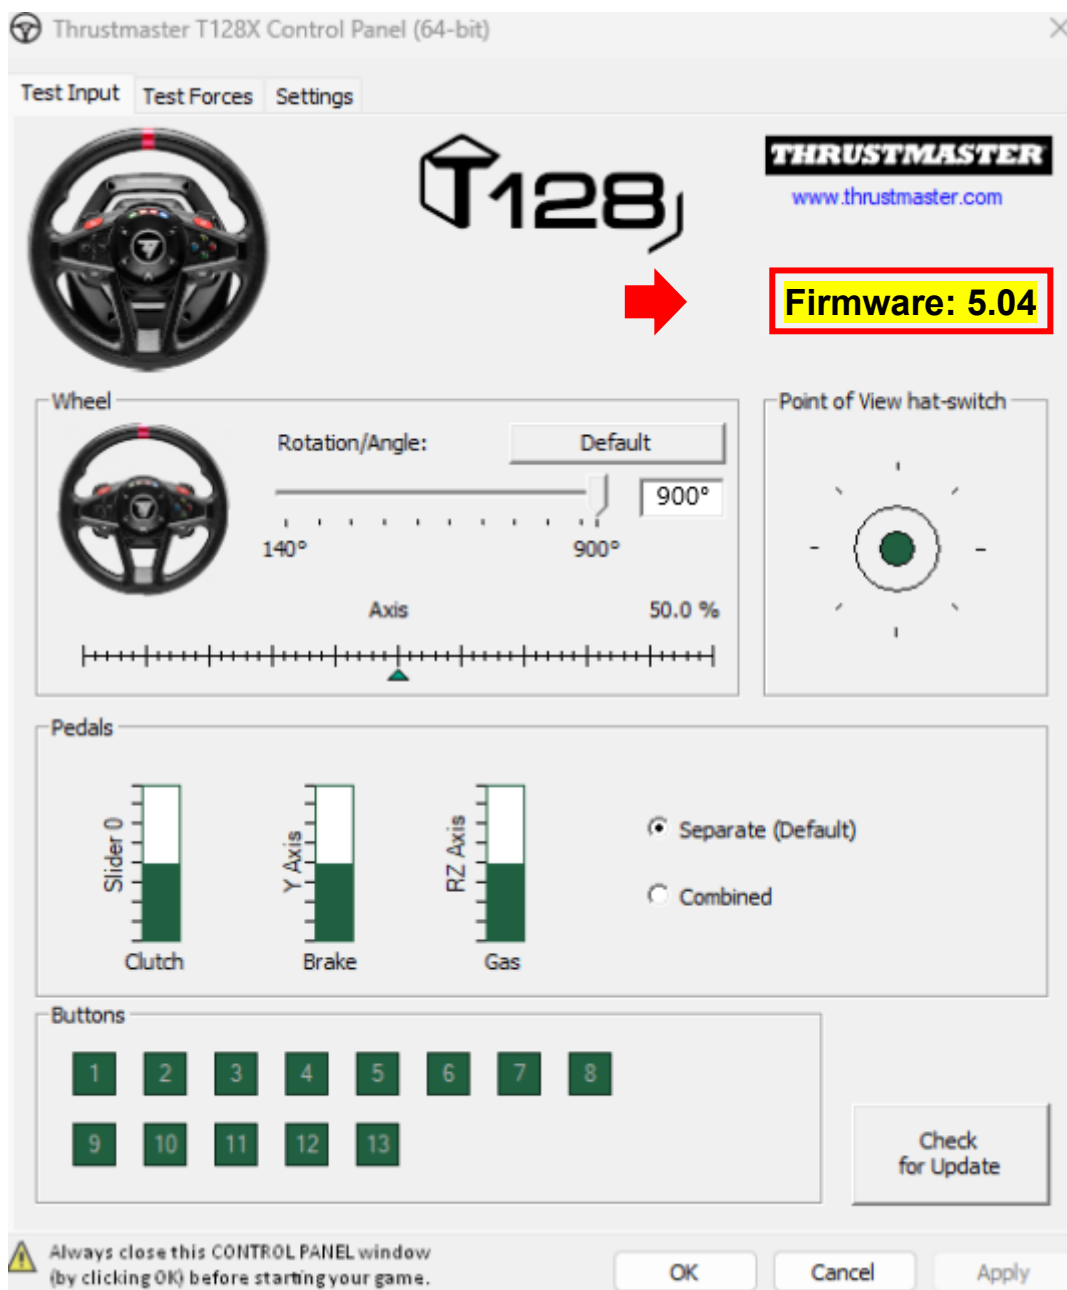 Thrustmaster T128X Control Panel (64-bit)
Test Input Test Forces Settings
T128
THRUSTMASTER
www.thrustmaster.com
Firmware: 5.04
Wheel
Rotation/Angle:
Default
900°
140°
900°
Axis
50.0 %
Point of View hat-switch
Pedals
Slider 0
Clutch
Y Axis
Brake
RZ Axis
Gas
Separate (Default)
Combined
Buttons
1 2 3 4 5 6 7 8
9 10 11 12 13
Check
for Update
Always close this CONTROL PANEL window
(by clicking OK) before starting your game.
OK
Cancel
Apply